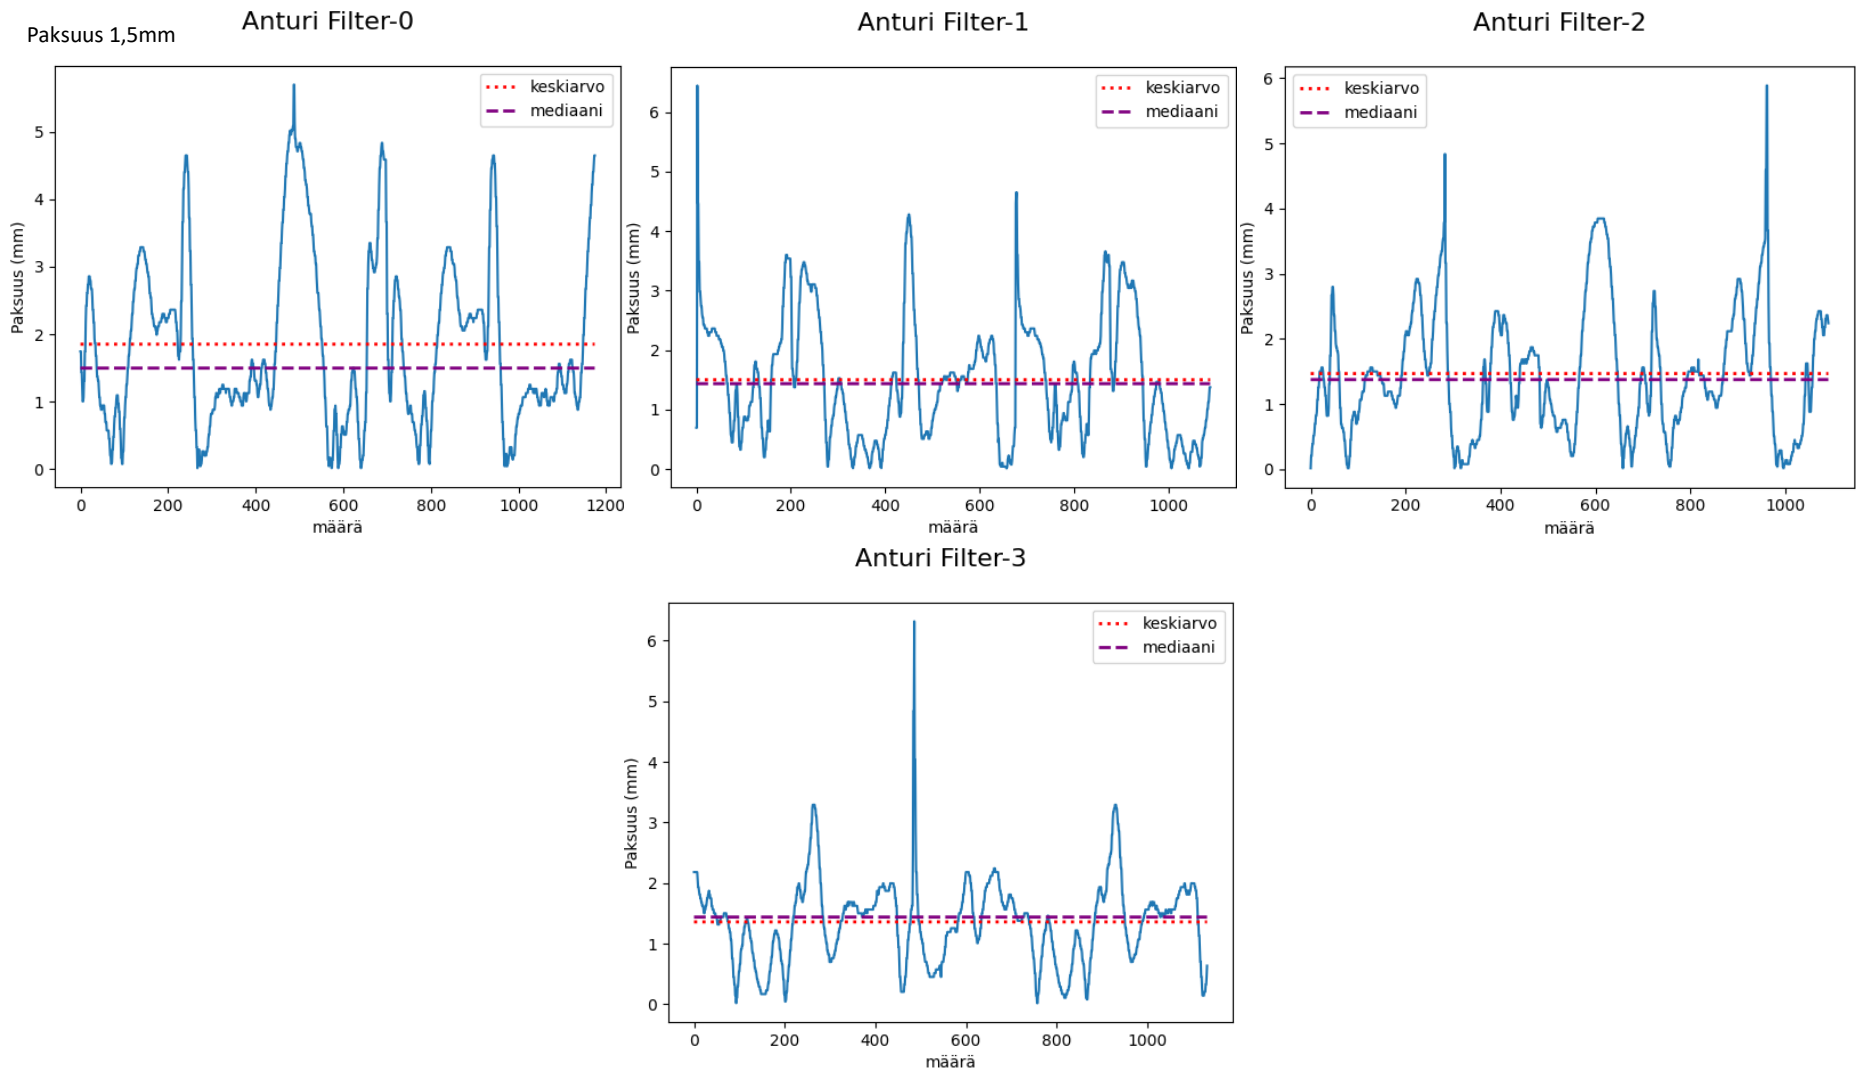 Paksuus 1,5mm
Anturi Filter-0
keskiarvo
mediaani
Paksuus (mm)
5
4
3
2
1
0
0 200 400 600 800 1000 1200
määrä
Anturi Filter-1
keskiarvo
mediaani
Paksuus (mm)
6
5
4
3
2
1
0
0 200 400 600 800 1000
määrä
Anturi Filter-2
keskiarvo
mediaani
Paksuus (mm)
6
5
4
3
2
1
0
0 200 400 600 800 1000
määrä
Anturi Filter-3
keskiarvo
mediaani
Paksuus (mm)
6
5
4
3
2
1
0
0 200 400 600 800 1000
määrä